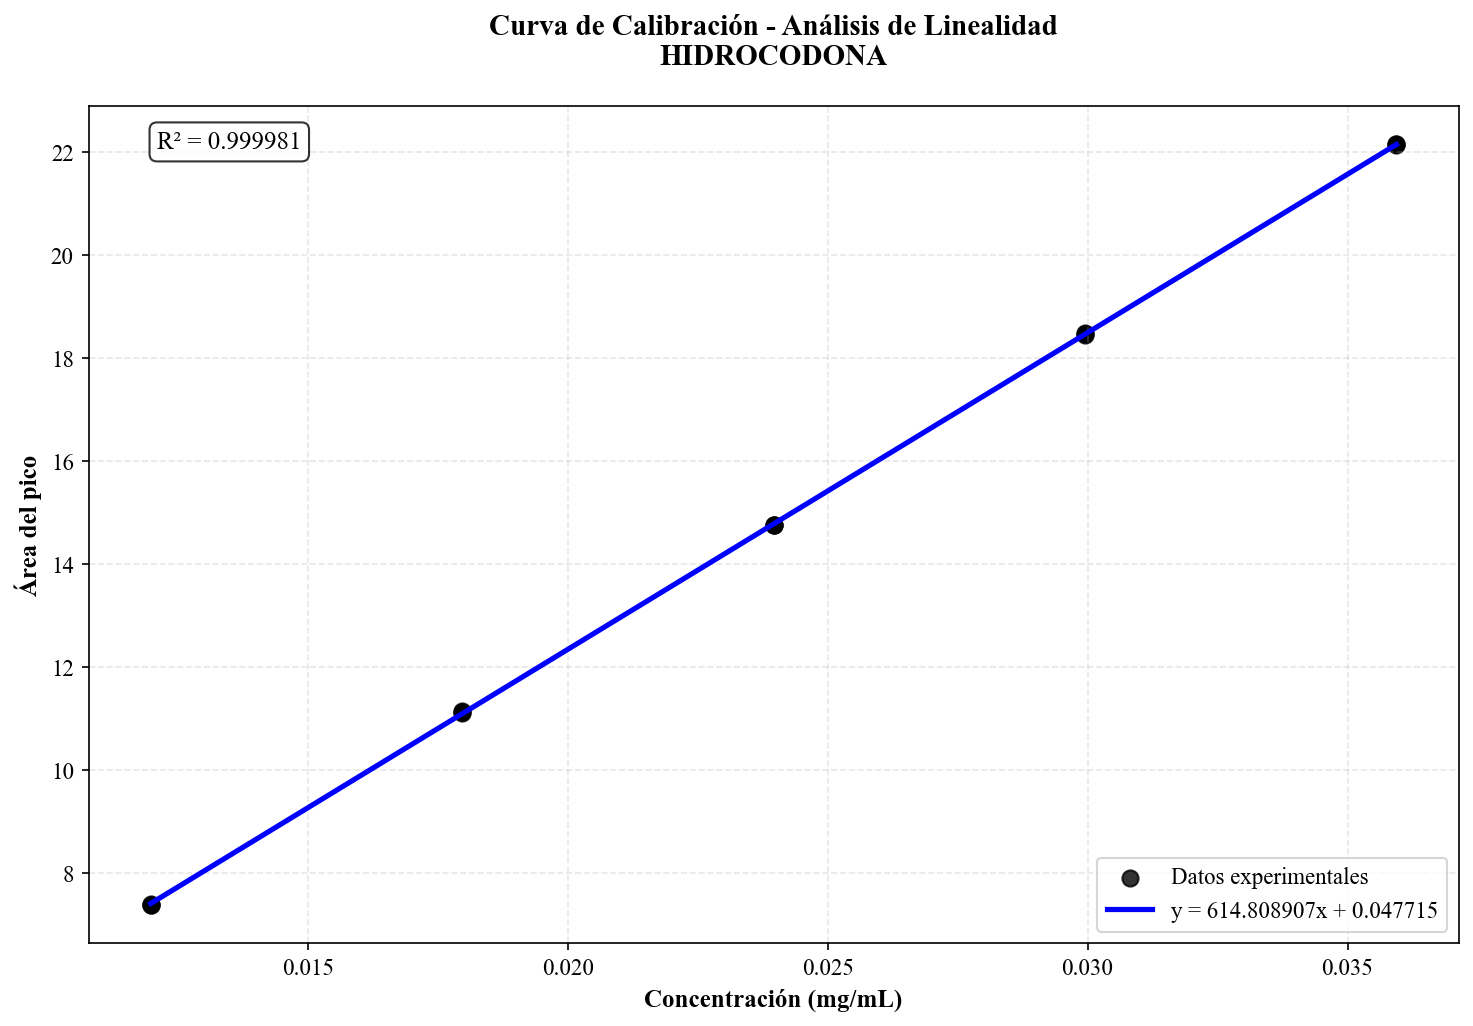 Curva de Calibración - Análisis de Linealidad
HIDROCODONA
R² = 0.999981
22
20
18
16
14
12
10
8
Área del pico
0.015
0.020
0.025
0.030
0.035
Concentración (mg/mL)
Datos experimentales
y = 614.808907x + 0.047715